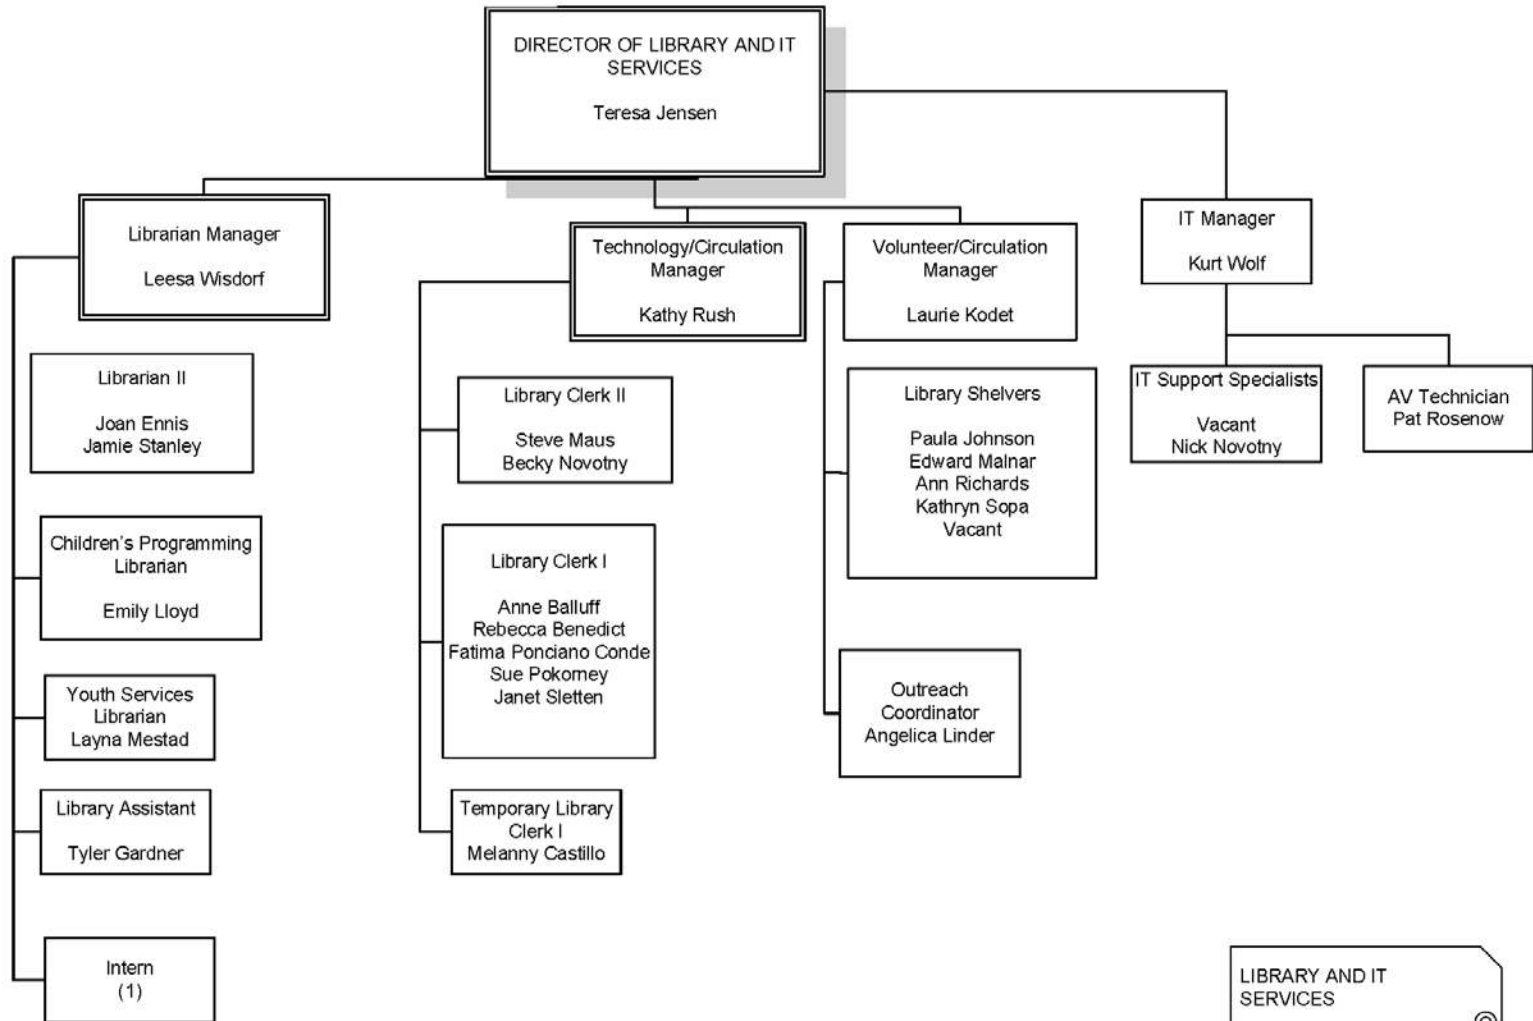 DIRECTOR OF LIBRARY AND IT
SERVICES
Teresa Jensen
Librarian Manager
Leesa Wisdorf
Technology/Circulation
Manager
Kathy Rush
Volunteer/Circulation
Manager
Laurie Kodet
IT Manager
Kurt Wolf
Librarian II
Joan Ennis
Jamie Stanley
Children's Programming
Librarian
Emily Lloyd
Youth Services
Librarian
Layna Mestad
Library Assistant
Tyler Gardner
Intern
(1)
Library Clerk II
Steve Maus
Becky Novotny
Library Clerk I
Anne Balluff
Rebecca Benedict
Fatima Ponciano Conde
Sue Pokorney
Janet Sletten
Temporary Library
Clerk I
Melanny Castillo
Library Shelvers
Paula Johnson
Edward Malnar
Ann Richards
Kathryn Sopa
Vacant
Outreach
Coordinator
Angelica Linder
IT Support Specialists
Vacant
Nick Novotny
AV Technician
Pat Rosenow
LIBRARY AND IT
SERVICES